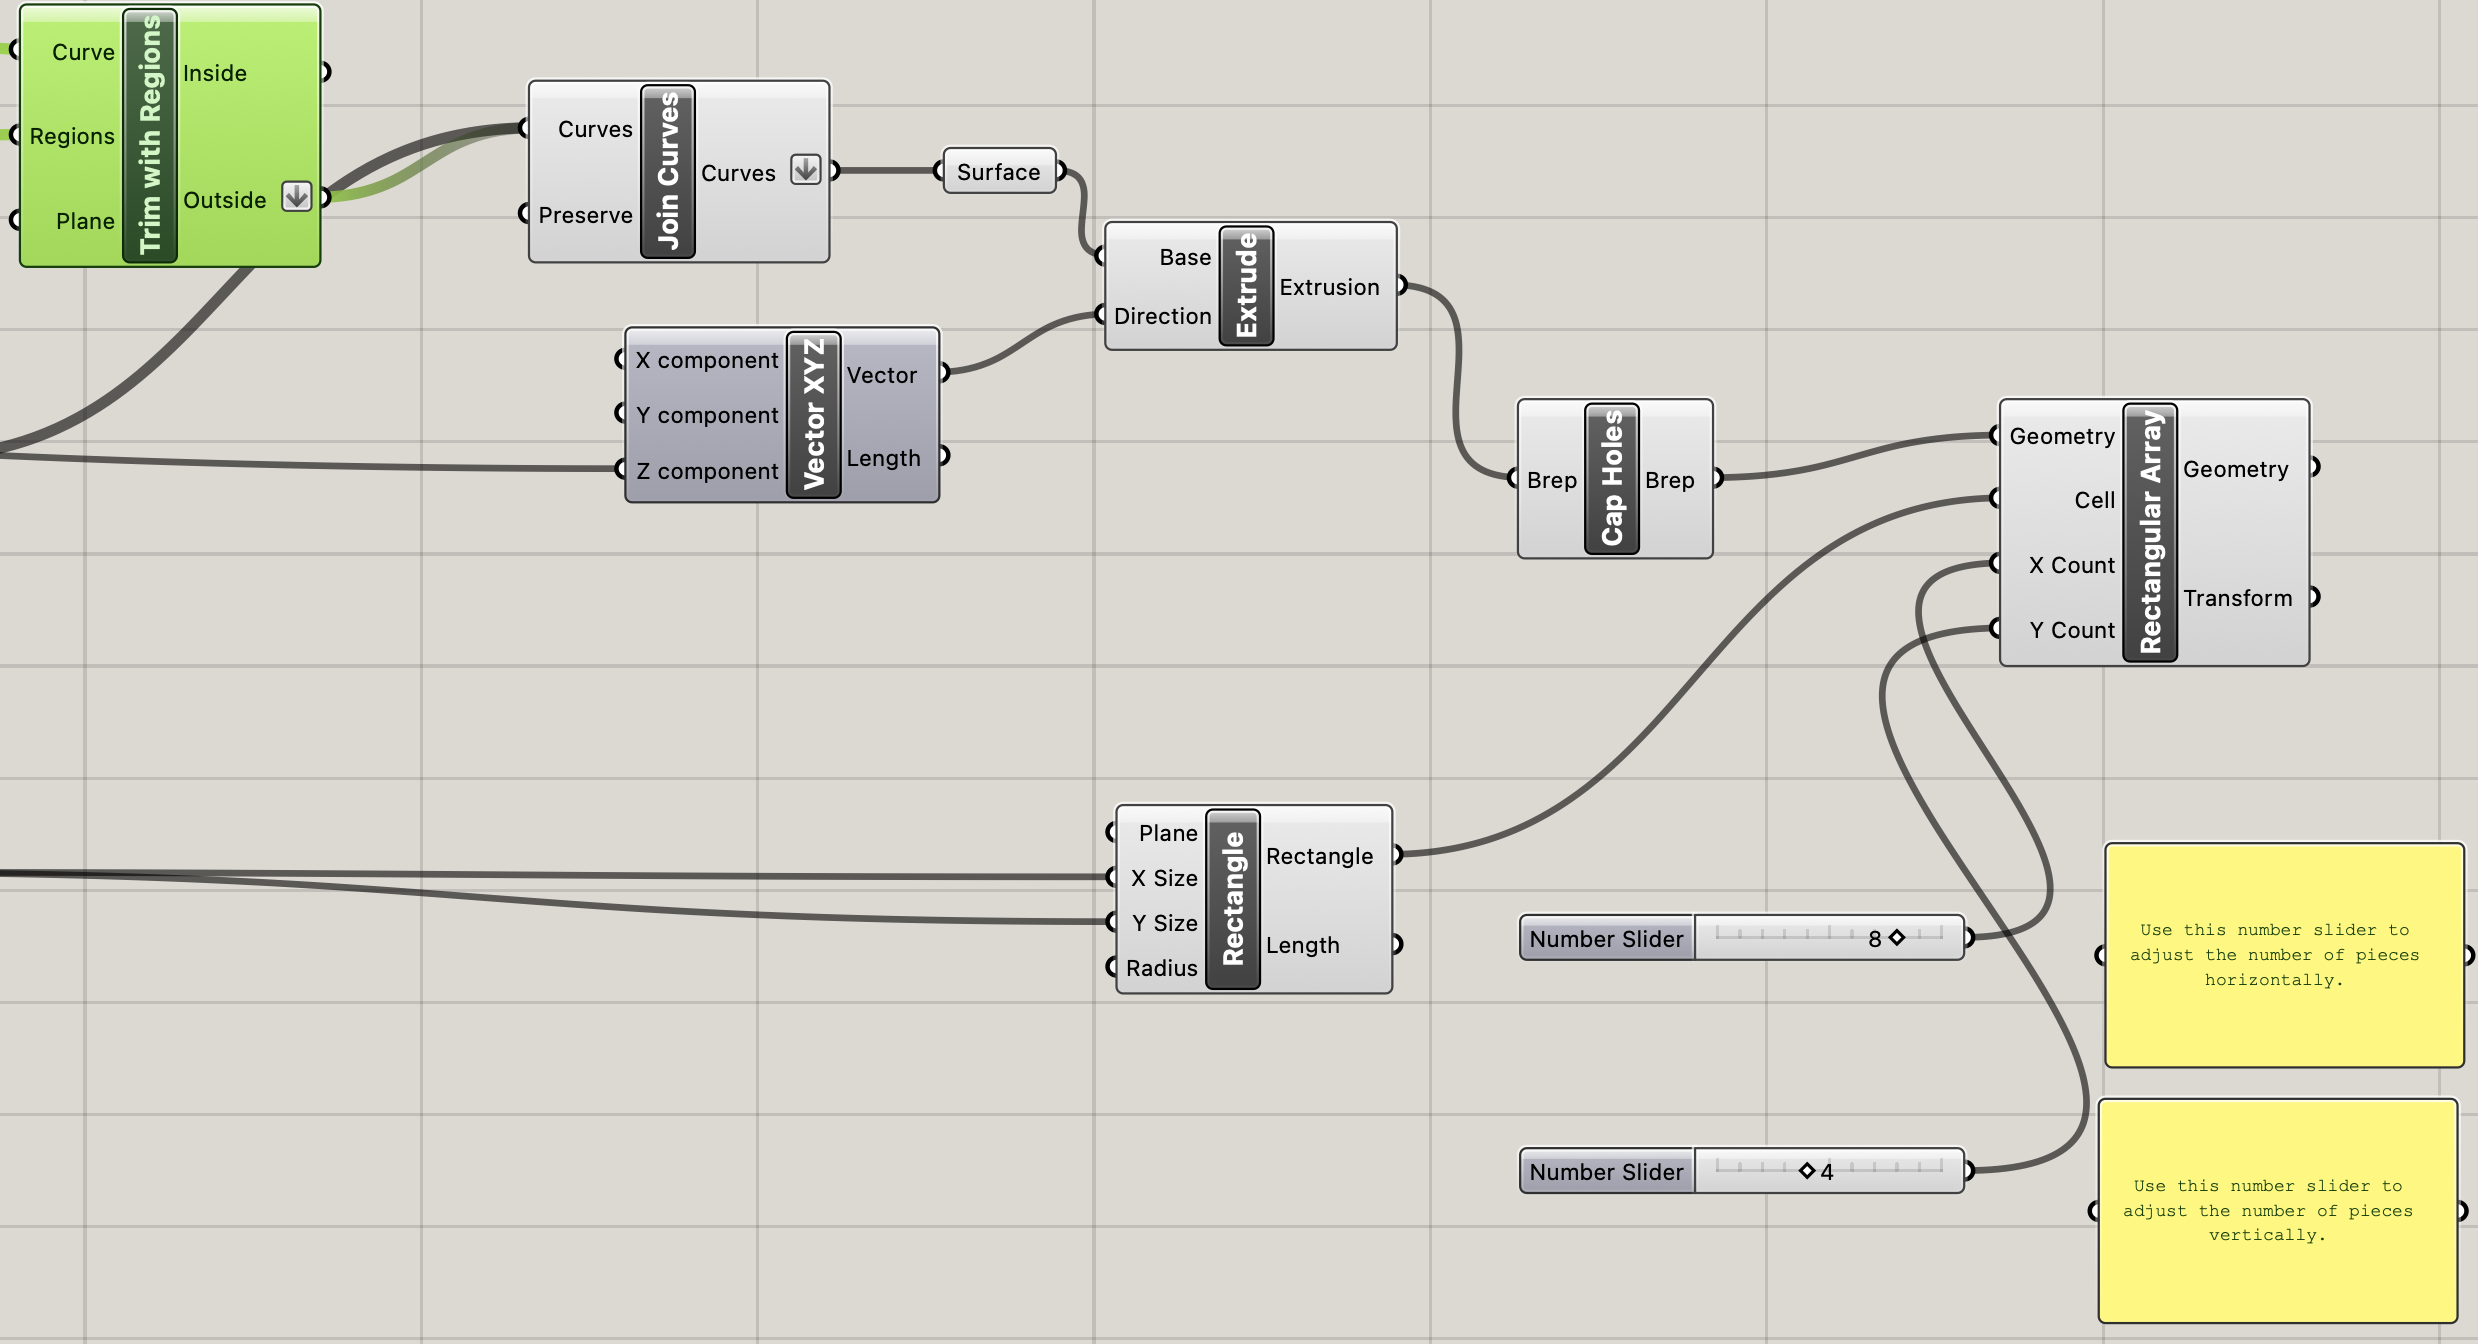 Curve
Regions
Plane
Trim with Regions
Inside
Outside
Curves
Preserve
Join Curves
Curves
Surface
Base
Direction
Extrude
Extrusion
X component
Y component
Z component
Vector XYZ
Vector
Length
Brep
Cap Holes
Brep
Geometry
Cell
X Count
Y Count
Rectangular Array
Geometry
Transform
Plane
X Size
Y Size
Radius
Rectangle
Rectangle
Length
Number Slider
8
Use this number slider to
adjust the number of pieces
horizontally.
Number Slider
4
Use this number slider to
adjust the number of pieces
vertically.